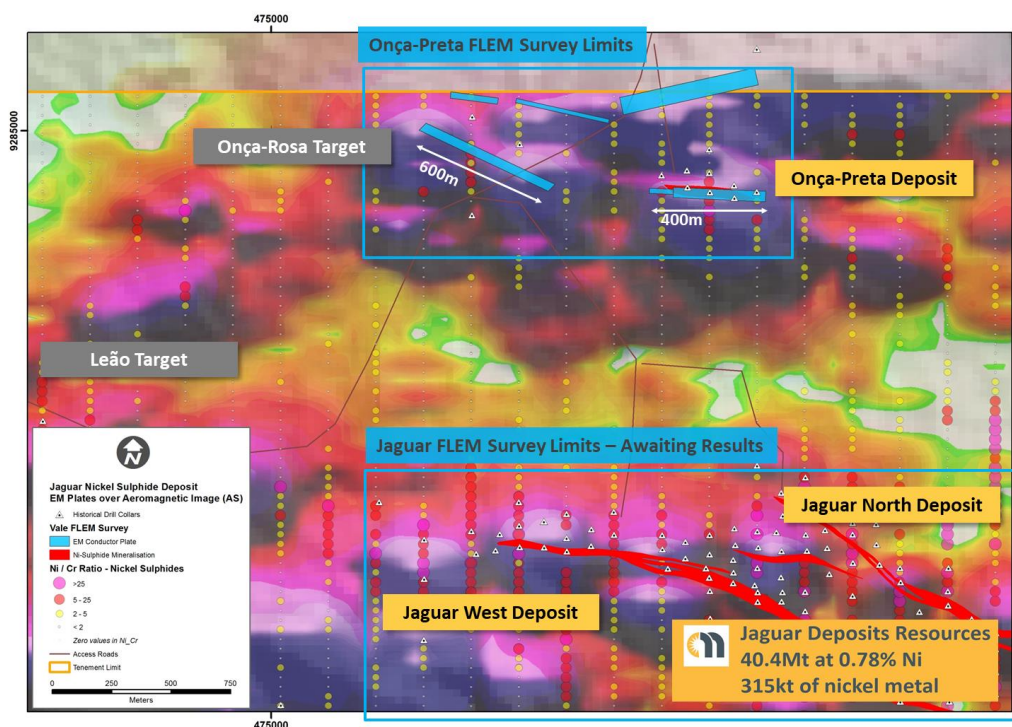 475000
Onça-Preta FLEM Survey Limits
9285000
Onça-Rosa Target
600m
Onça-Preta Deposit
400m
Leão Target
Jaguar FLEM Survey Limits – Awaiting Results
N
Jaguar Nickel Sulphide Deposit
EM Plates over Aeromagnetic Image (AS)
Historical Drill Collars
Vale FLEM Survey
EM Conductor Plate
Ni-Sulphide Mineralisation
Ni / Cr Ratio - Nickel Sulphides
>25
5 - 25
2 - 5
< 2
Zero values in Ni_Cr
Access Roads
Tenement Limit
0 250 500 750
Meters
Jaguar North Deposit
Jaguar West Deposit
Jaguar Deposits Resources
40.4Mt at 0.78% Ni
315kt of nickel metal
475000